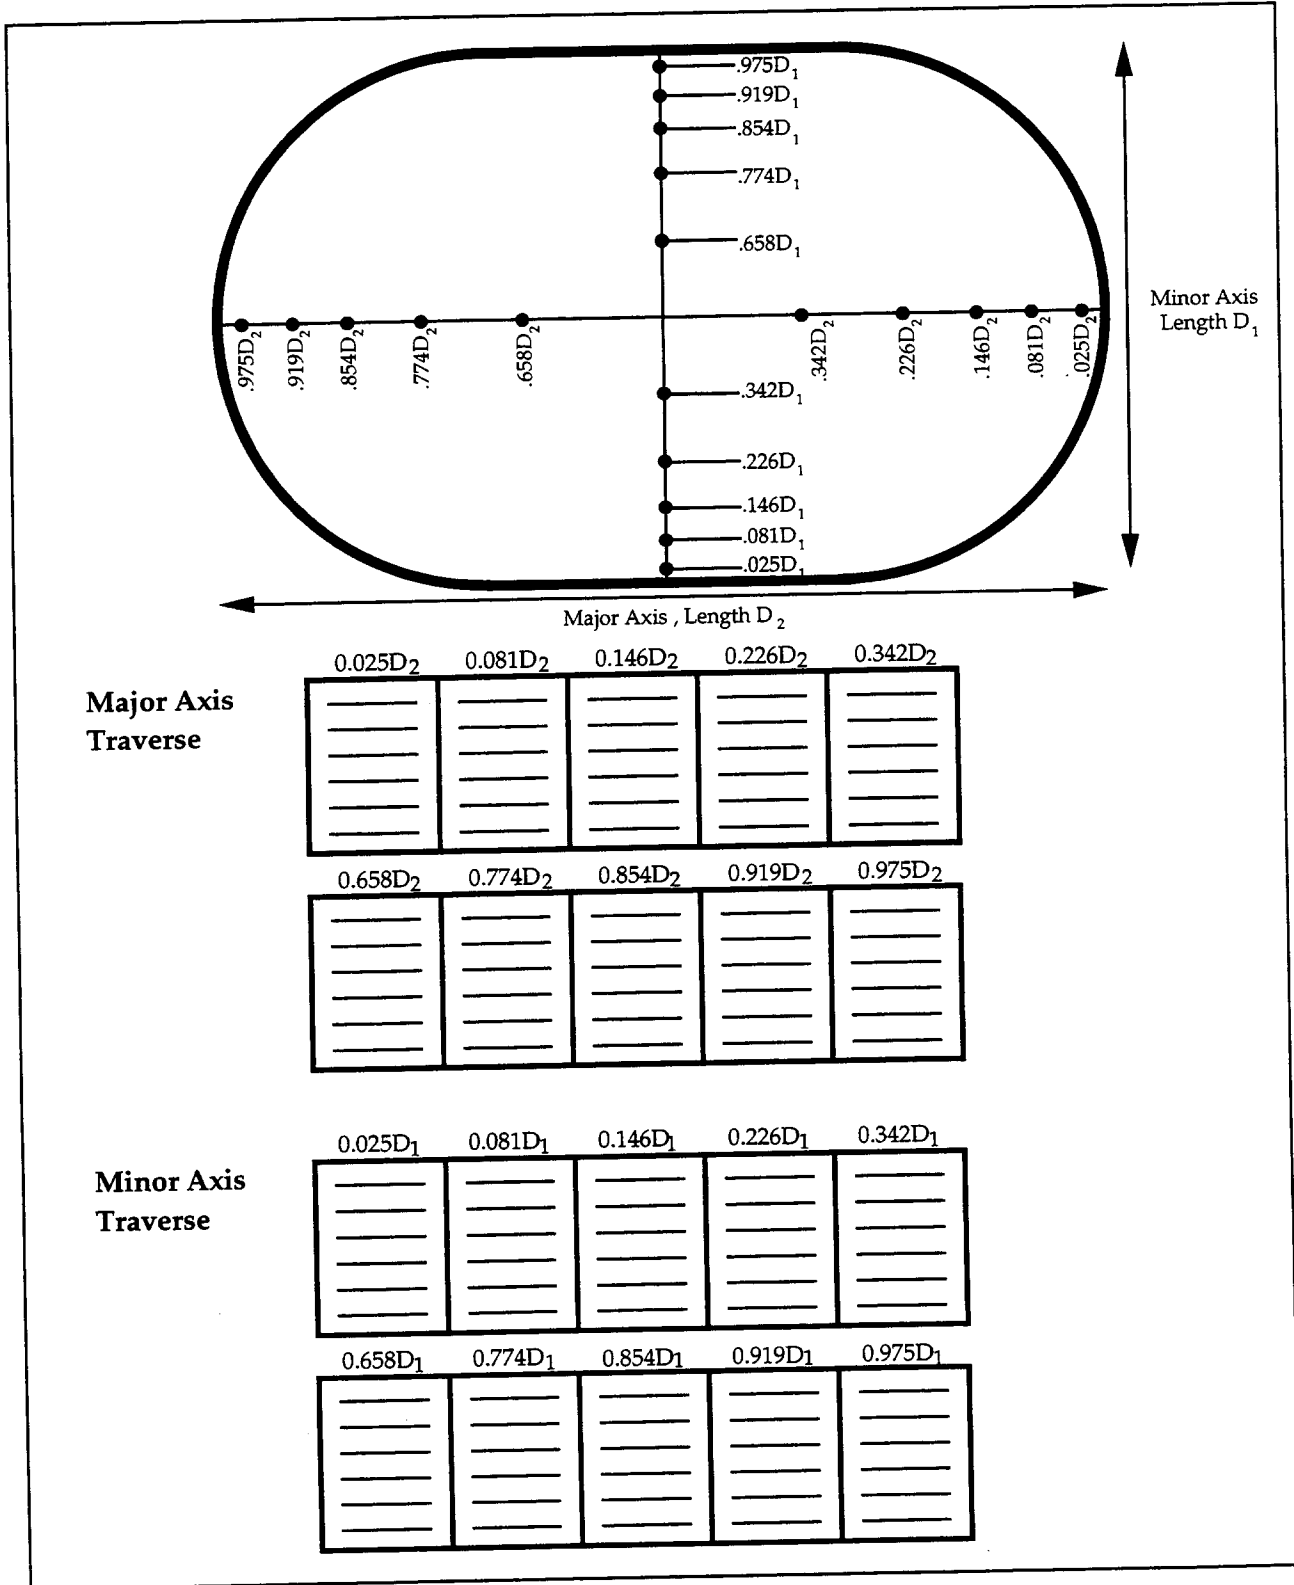 .975D₁
.919D₁
.854D₁
.774D₁
.658D₁
Minor Axis
Length D₁
.975D₂ .919D₂ .854D₂ .774D₂ .658D₂ .342D₂ .226D₂ .146D₂ .081D₂ .025D₂
.342D₁
.226D₁
.146D₁
.081D₁
.025D₁
Major Axis , Length D₂
0.025D₂ 0.081D₂ 0.146D₂ 0.226D₂ 0.342D₂
Major Axis
Traverse
0.658D₂ 0.774D₂ 0.854D₂ 0.919D₂ 0.975D₂
0.025D₁ 0.081D₁ 0.146D₁ 0.226D₁ 0.342D₁
Minor Axis
Traverse
0.658D₁ 0.774D₁ 0.854D₁ 0.919D₁ 0.975D₁